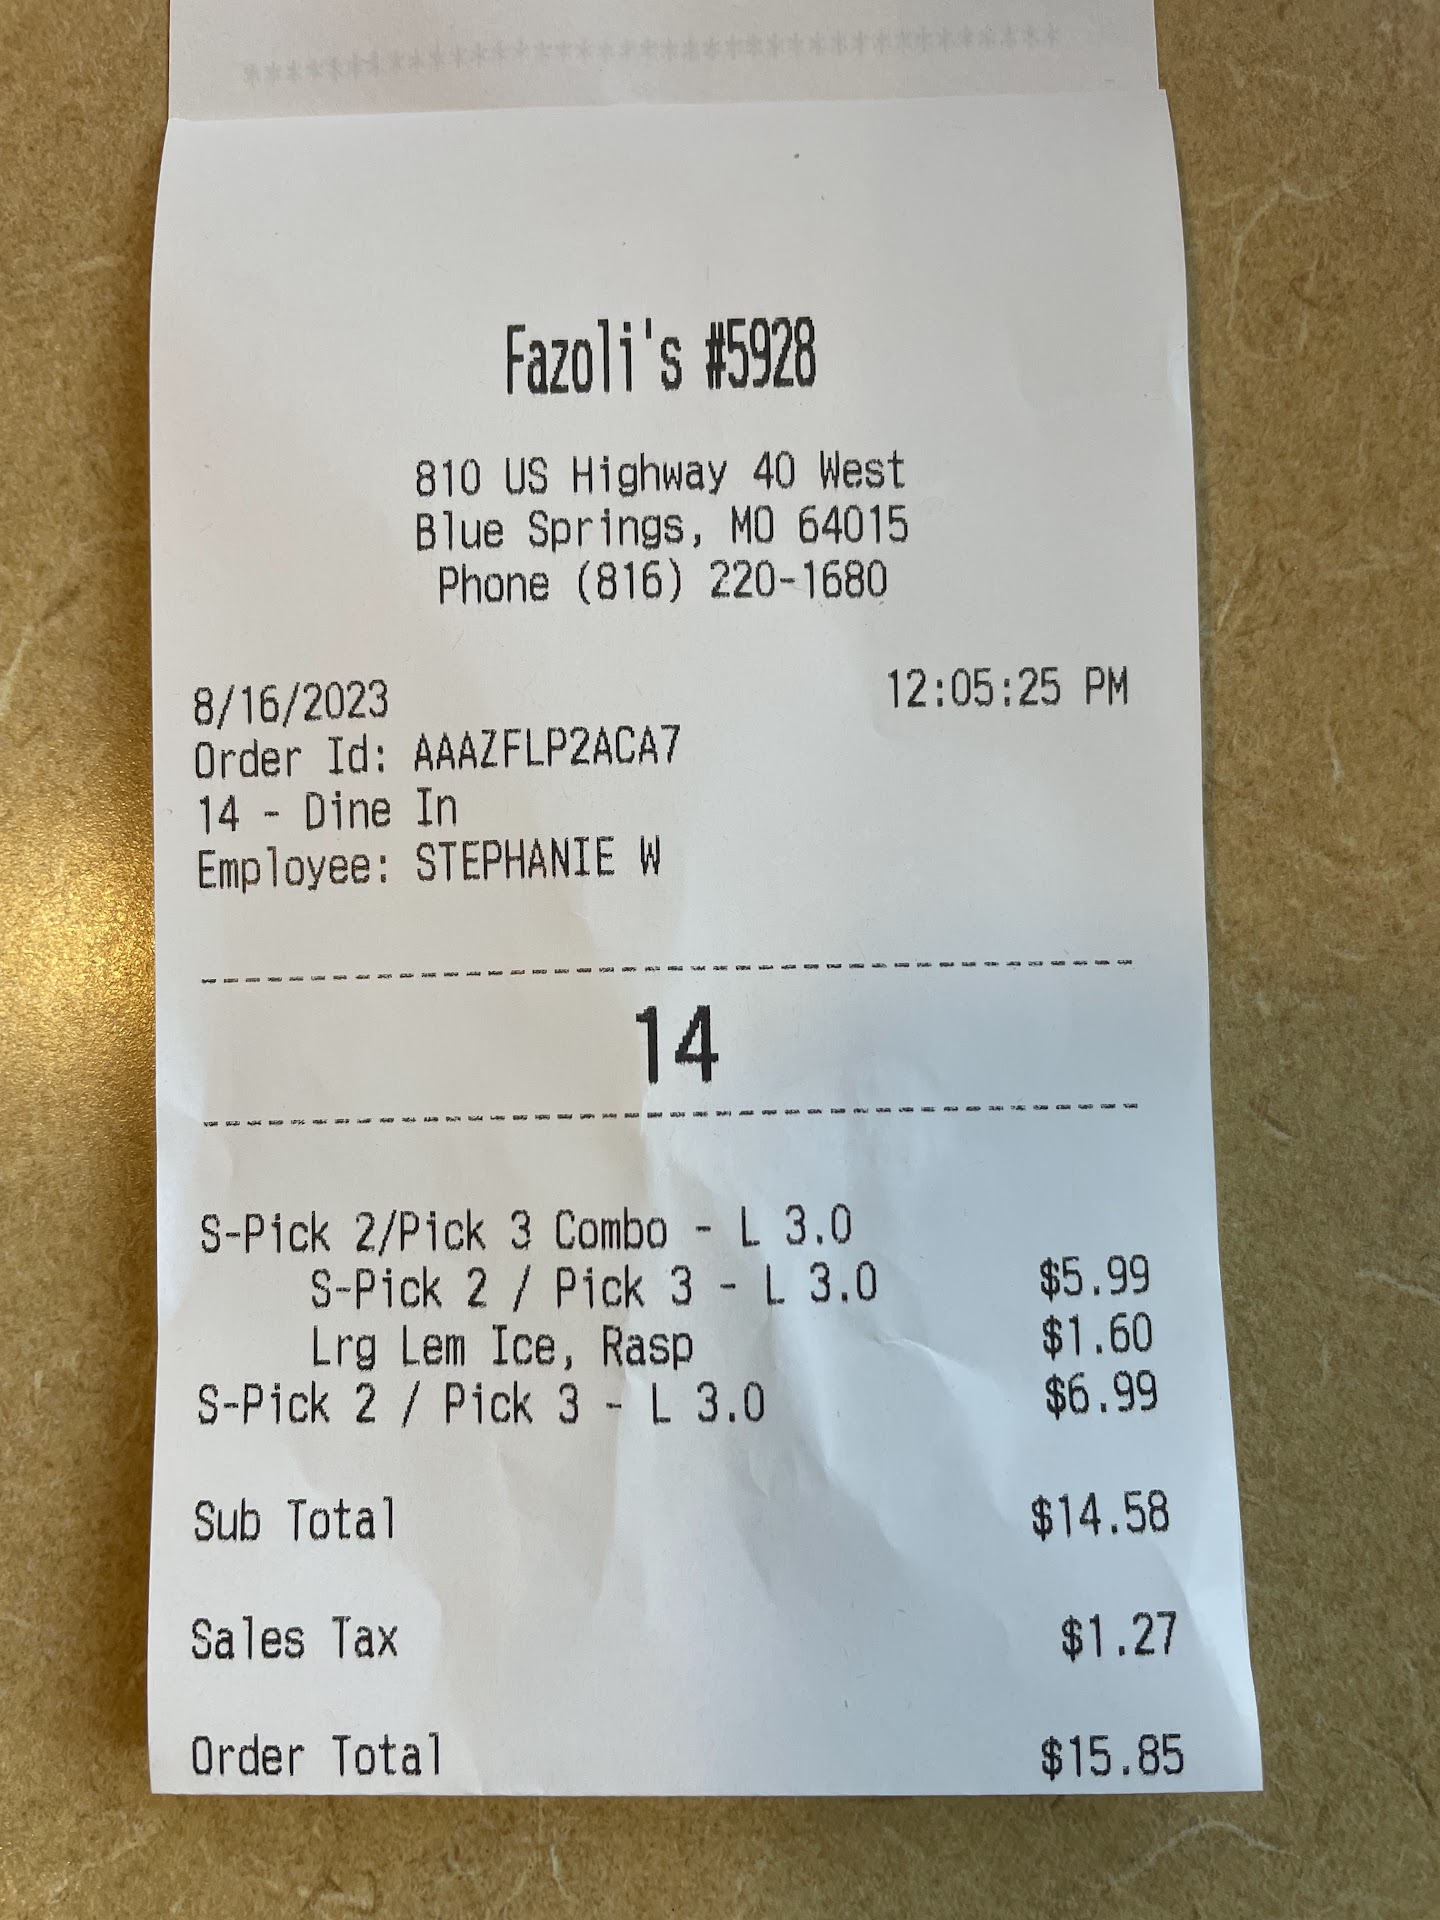 Fazoli's #5928
810 US Highway 40 West
Blue Springs, MO 64015
Phone (816) 220-1680
8/16/2023 12:05:25 PM
Order Id: AAAZFLP2ACA7
14 - Dine In
Employee: STEPHANIE W
14
S-Pick 2/Pick 3 Combo - L 3.0
S-Pick 2 / Pick 3 - L 3.0 $5.99
Lrg Lem Ice, Rasp $1.60
S-Pick 2 / Pick 3 - L 3.0 $6.99
Sub Total $14.58
Sales Tax $1.27
Order Total $15.85